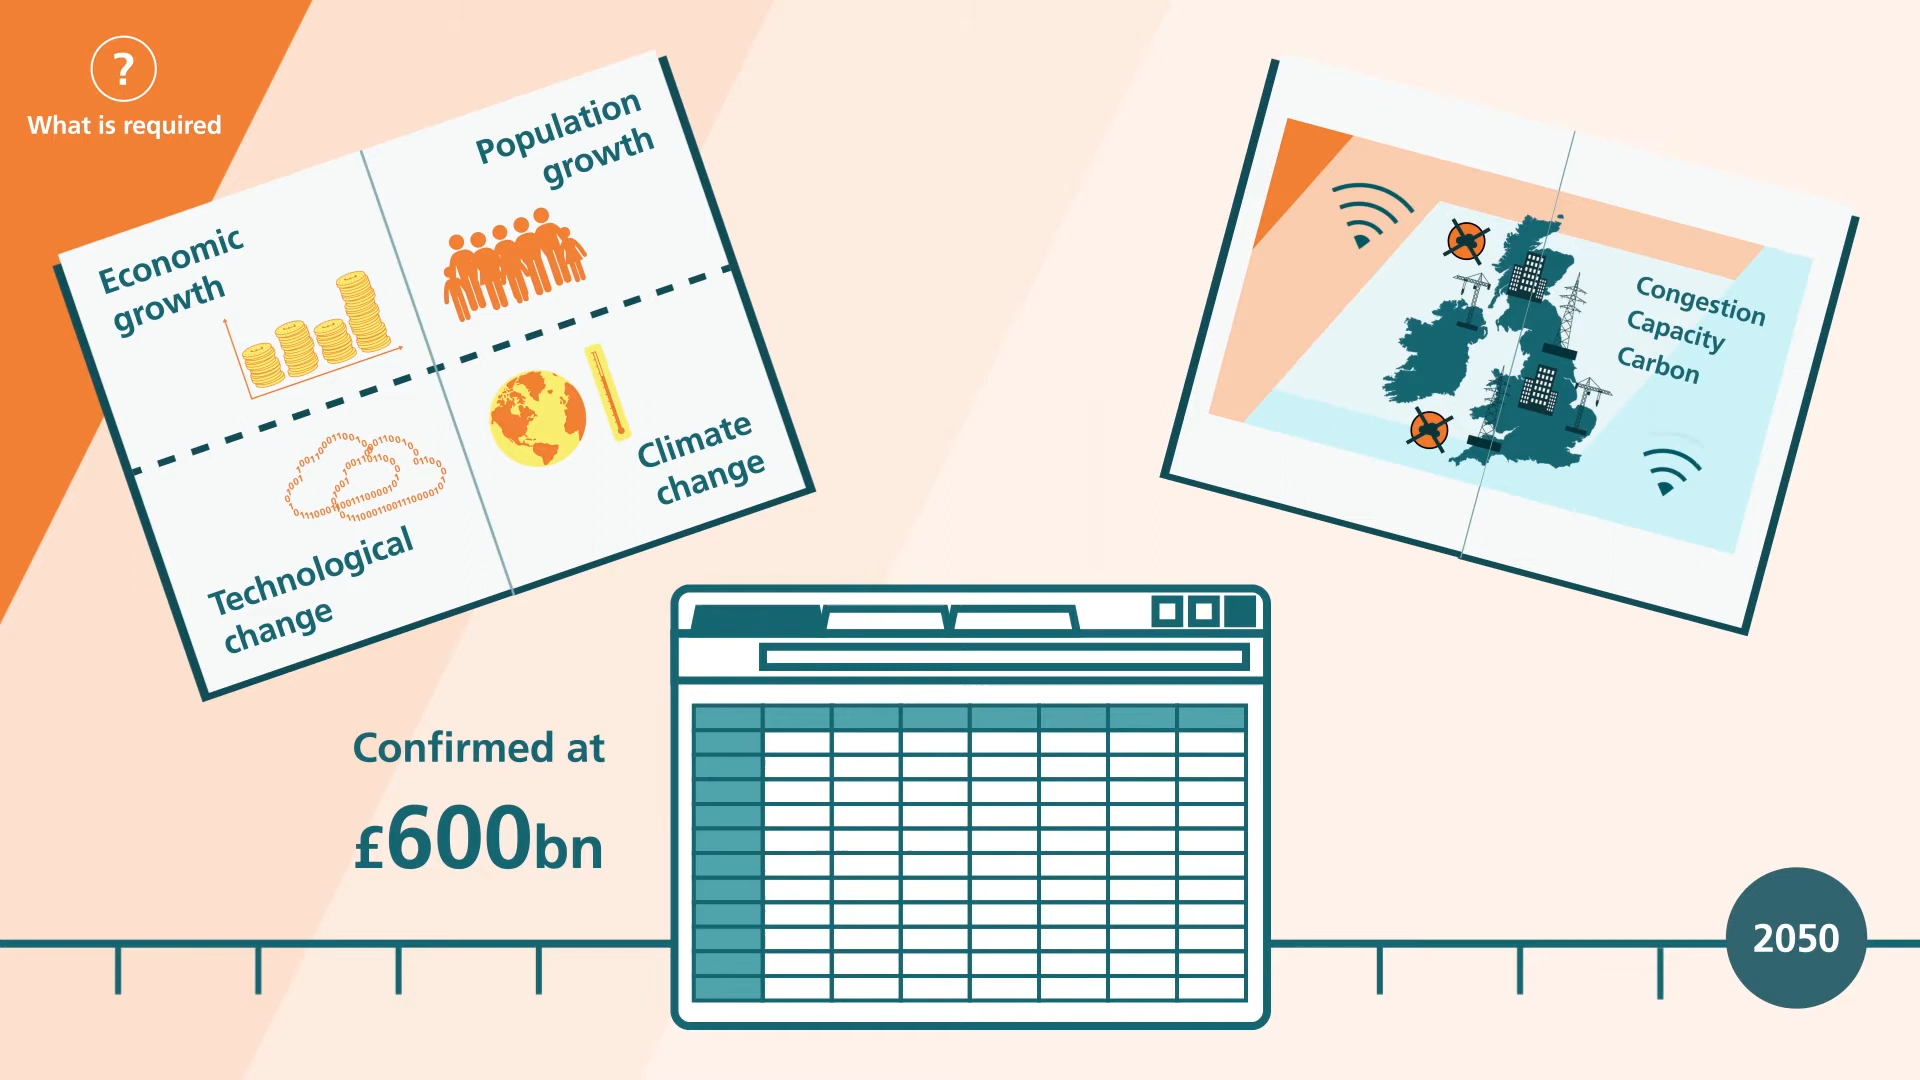 ?
What is required
Economic
growth
Population
growth
Technological
change
Climate
change
Congestion
Capacity
Carbon
Confirmed at
£600bn
2050